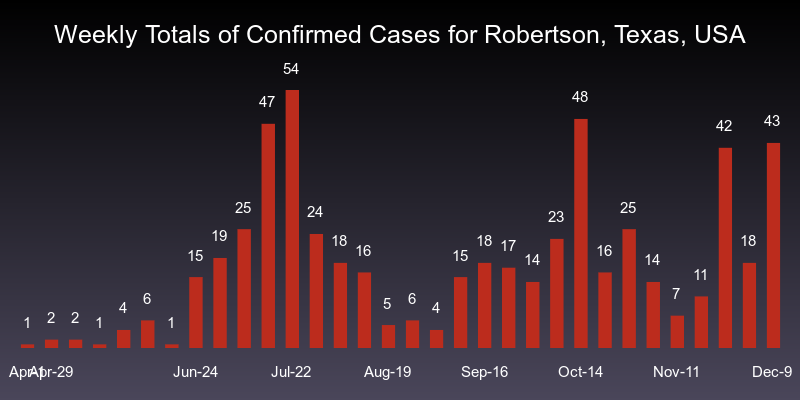 Weekly Totals of Confirmed Cases for Robertson, Texas, USA
1 2 2 1 4 6 1 15 19 25 47 54 24 18 16 5 6 4 15 18 17 14 23 48 16 25 14 7 11 42 18 43
Apr-1 Apr-29 Jun-24 Jul-22 Aug-19 Sep-16 Oct-14 Nov-11 Dec-9